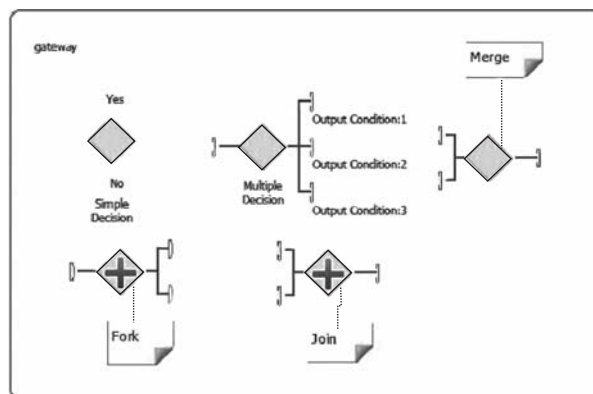 gateway
Merge
Yes
Output Condition:1
Output Condition:2
No
Simple
Decision
Multiple
Decision
Output Condition:3
Fork
Join